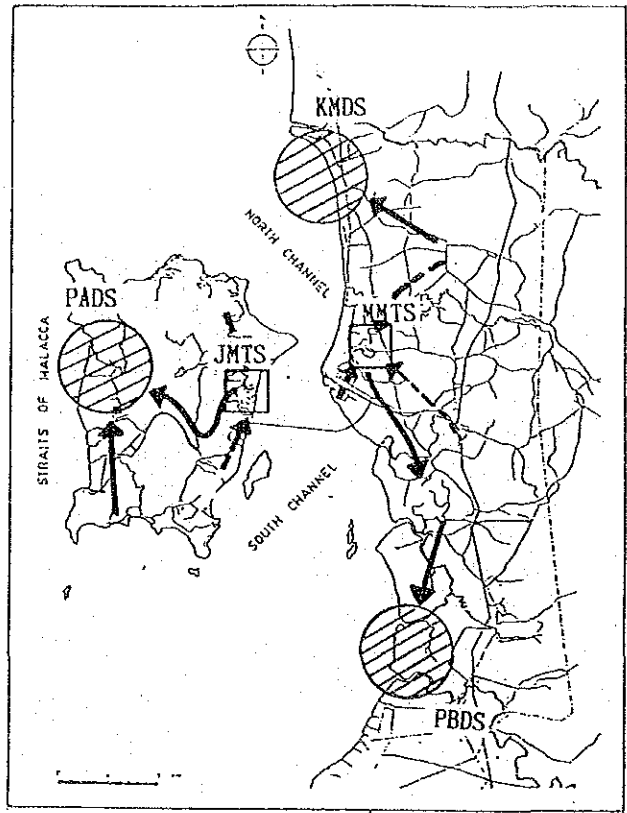 KMDS
NORTH CHANNEL
PADS
MMTS
JMTS
STRAITS OF MALACCA
SOUTH CHANNEL
PBDS